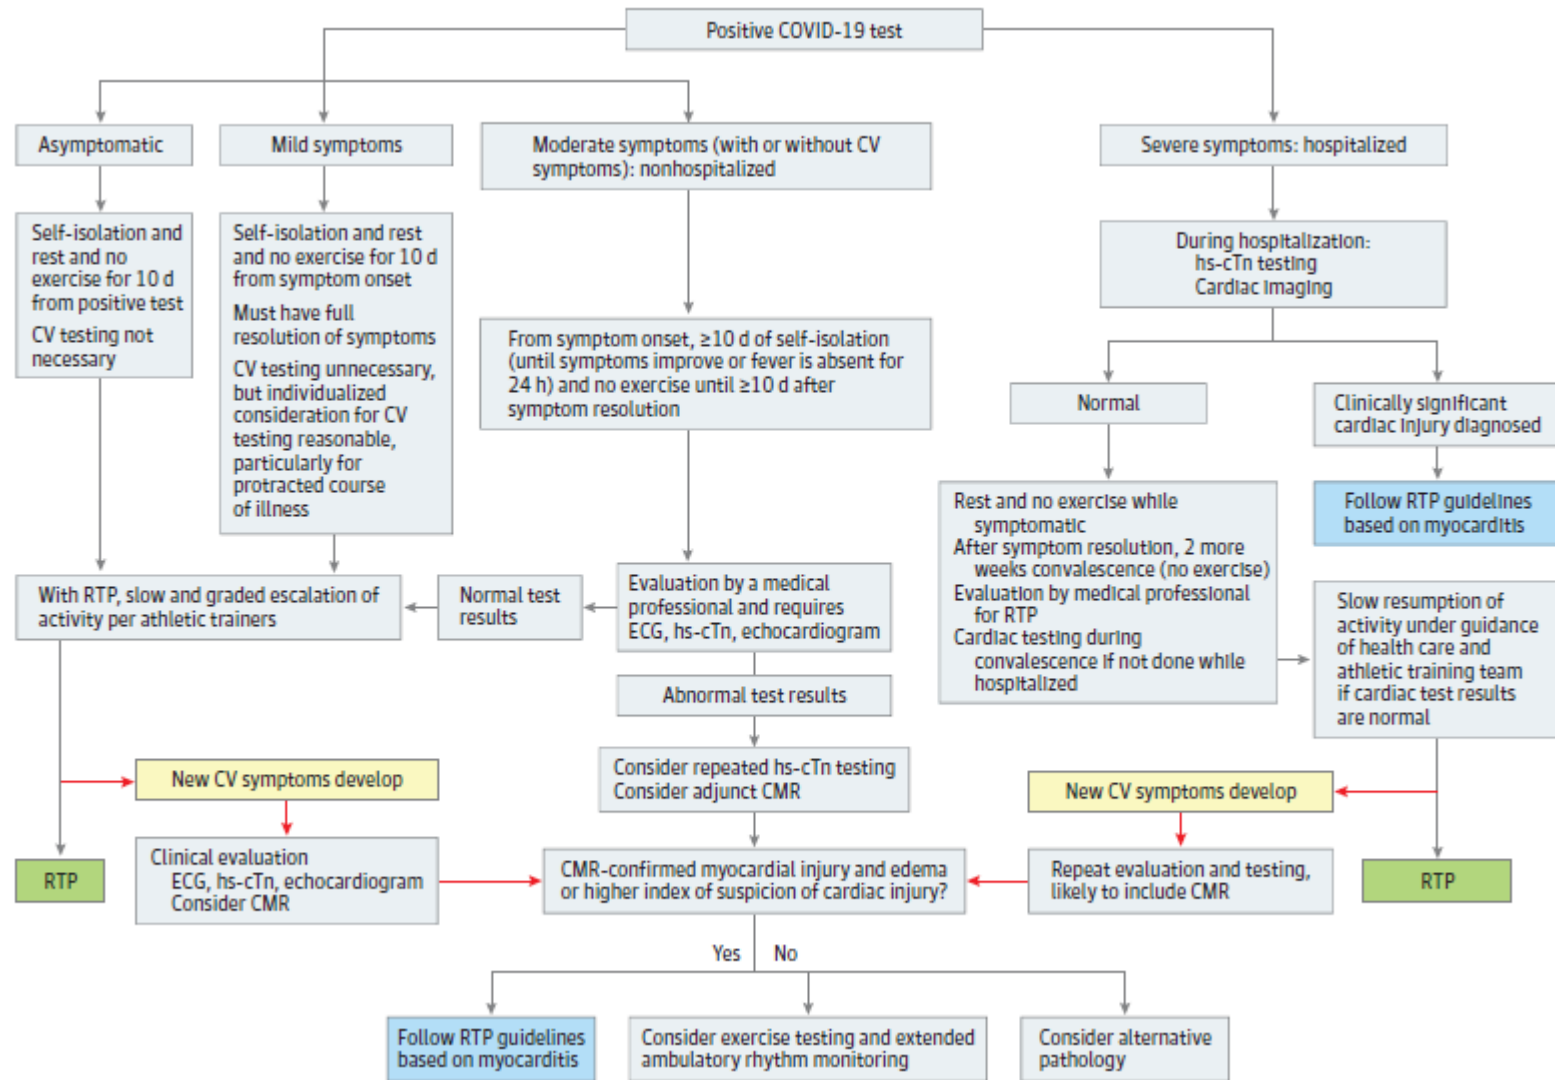 Positive COVID-19 test
Asymptomatic
Mild symptoms
Moderate symptoms (with or without CV
symptoms): nonhospitalized
Severe symptoms: hospitalized
Self-isolation and
rest and no
exercise for 10 d
from positive test
CV testing not
necessary
Self-isolation and rest
and no exercise for 10 d
from symptom onset
Must have full
resolution of symptoms
CV testing unnecessary,
but individualized
consideration for CV
testing reasonable,
particularly for
protracted course
of illness
From symptom onset, ≥10 d of self-isolation
(until symptoms improve or fever is absent for
24 h) and no exercise until ≥10 d after
symptom resolution
During hospitalization:
hs-cTn testing
Cardiac imaging
Normal
Clinically significant
cardiac injury diagnosed
Rest and no exercise while
symptomatic
After symptom resolution, 2 more
weeks convalescence (no exercise)
Evaluation by medical professional
for RTP
Cardiac testing during
convalescence if not done while
hospitalized
Follow RTP guidelines
based on myocarditis
With RTP, slow and graded escalation of
activity per athletic trainers
Normal test
results
Evaluation by a medical
professional and requires
ECG, hs-cTn, echocardiogram
Slow resumption of
activity under guidance
of health care and
athletic training team
if cardiac test results
are normal
Abnormal test results
Consider repeated hs-cTn testing
Consider adjunct CMR
New CV symptoms develop
New CV symptoms develop
RTP
Clinical evaluation
ECG, hs-cTn, echocardiogram
Consider CMR
CMR-confirmed myocardial injury and edema
or higher index of suspicion of cardiac injury?
Repeat evaluation and testing,
likely to include CMR
RTP
Yes
No
Follow RTP guidelines
based on myocarditis
Consider exercise testing and extended
ambulatory rhythm monitoring
Consider alternative
pathology